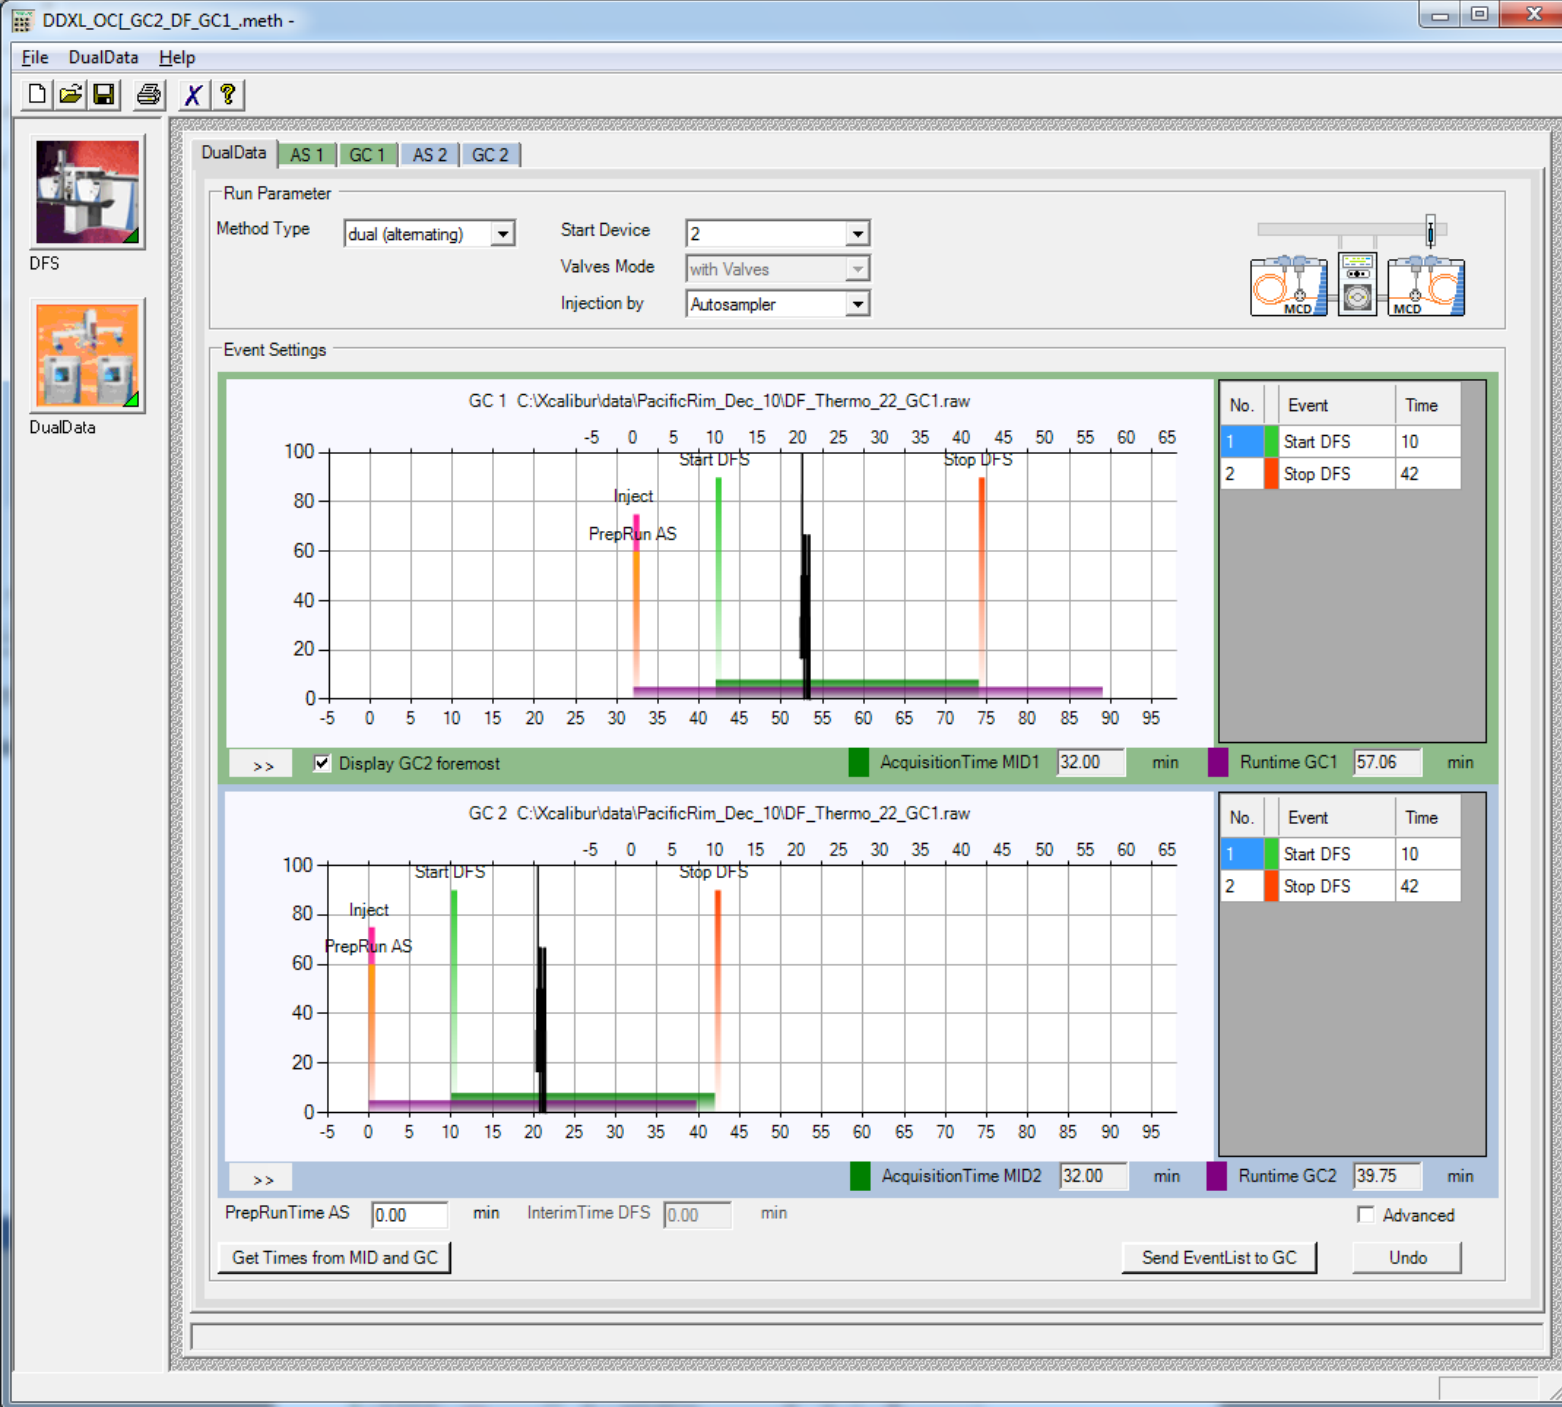 DDXL_OC[_GC2_DF_GC1_.meth -
File DualData Help
DFS
DualData
DualData AS 1 GC 1 AS 2 GC 2
Run Parameter
Method Type dual (alternating) Start Device 2
Valves Mode with Valves
Injection by Autosampler
MCD MCD
Event Settings
GC 1 C:\Xcalibur\data\PacificRim_Dec_10\DF_Thermo_22_GC1.raw
-5 0 5 10 15 20 25 30 35 40 45 50 55 60 65
100
80
60
40
20
0
Start DFS Stop DFS
Inject
PrepRun AS
-5 0 5 10 15 20 25 30 35 40 45 50 55 60 65 70 75 80 85 90 95
No. Event Time
1 Start DFS 10
2 Stop DFS 42
>> Display GC2 foremost AcquisitionTime MID1 32.00 min Runtime GC1 57.06 min
GC 2 C:\Xcalibur\data\PacificRim_Dec_10\DF_Thermo_22_GC1.raw
-5 0 5 10 15 20 25 30 35 40 45 50 55 60 65
100
80
60
40
20
0
Start DFS Stop DFS
Inject
PrepRun AS
-5 0 5 10 15 20 25 30 35 40 45 50 55 60 65 70 75 80 85 90 95
No. Event Time
1 Start DFS 10
2 Stop DFS 42
>> AcquisitionTime MID2 32.00 min Runtime GC2 39.75 min
PrepRunTime AS 0.00 min InterimTime DFS 0.00 min Advanced
Get Times from MID and GC Send EventList to GC Undo